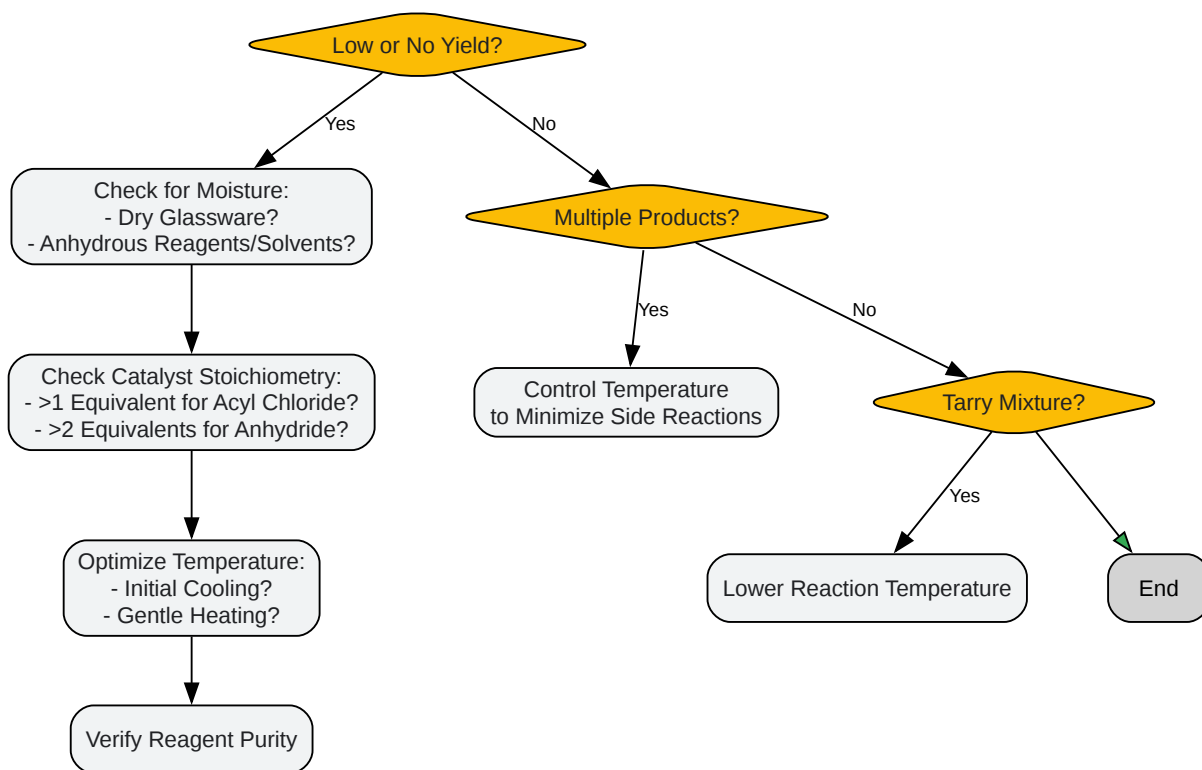 Low or No Yield?
Yes
No
Check for Moisture:
- Dry Glassware?
- Anhydrous Reagents/Solvents?
Multiple Products?
Yes
No
Check Catalyst Stoichiometry:
- >1 Equivalent for Acyl Chloride?
- >2 Equivalents for Anhydride?
Control Temperature
to Minimize Side Reactions
Tarry Mixture?
Yes
Optimize Temperature:
- Initial Cooling?
- Gentle Heating?
Lower Reaction Temperature
End
Verify Reagent Purity